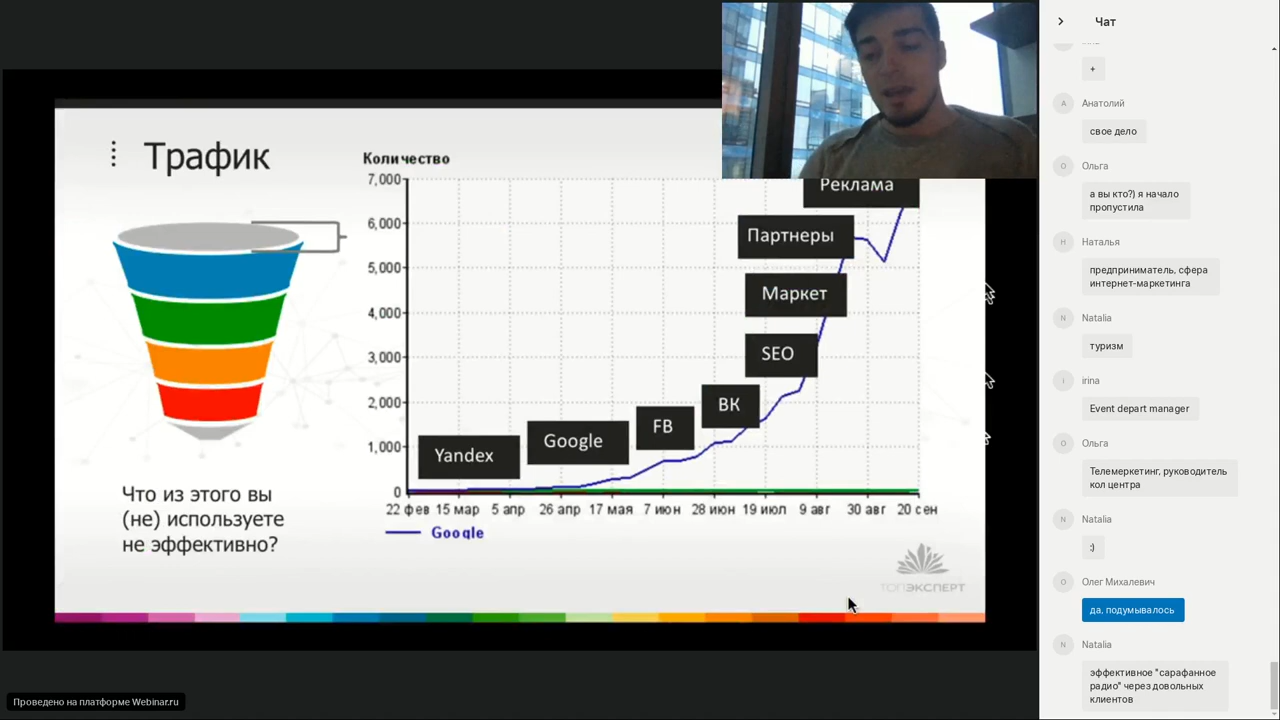 Трафик
Количество
7,000
6,000
5,000
4,000
3,000
2,000
1,000
0
Реклама
Партнеры
Маркет
SEO
ВК
FB
Google
Yandex
22 фев 15 мар 5 апр 26 апр 17 мая 7 июн 28 июн 19 июл 9 авг 30 авг 20 сен
Google
Что из этого вы
(не) используете
не эффективно?
ТОПЭКСПЕРТ
Проведено на платформе Webinar.ru
Чат
+
А
Анатолий
свое дело
О
Ольга
а вы кто?) я начало
пропустила
Н
Наталья
предприниматель, сфера
интернет-маркетинга
N
Natalia
туризм
i
irina
Event depart manager
О
Ольга
Телемаркетинг, руководитель
кол центра
N
Natalia
:)
О
Олег Михалевич
да, подумывалось
N
Natalia
эффективное "сарафанное
радио" через довольных
клиентов